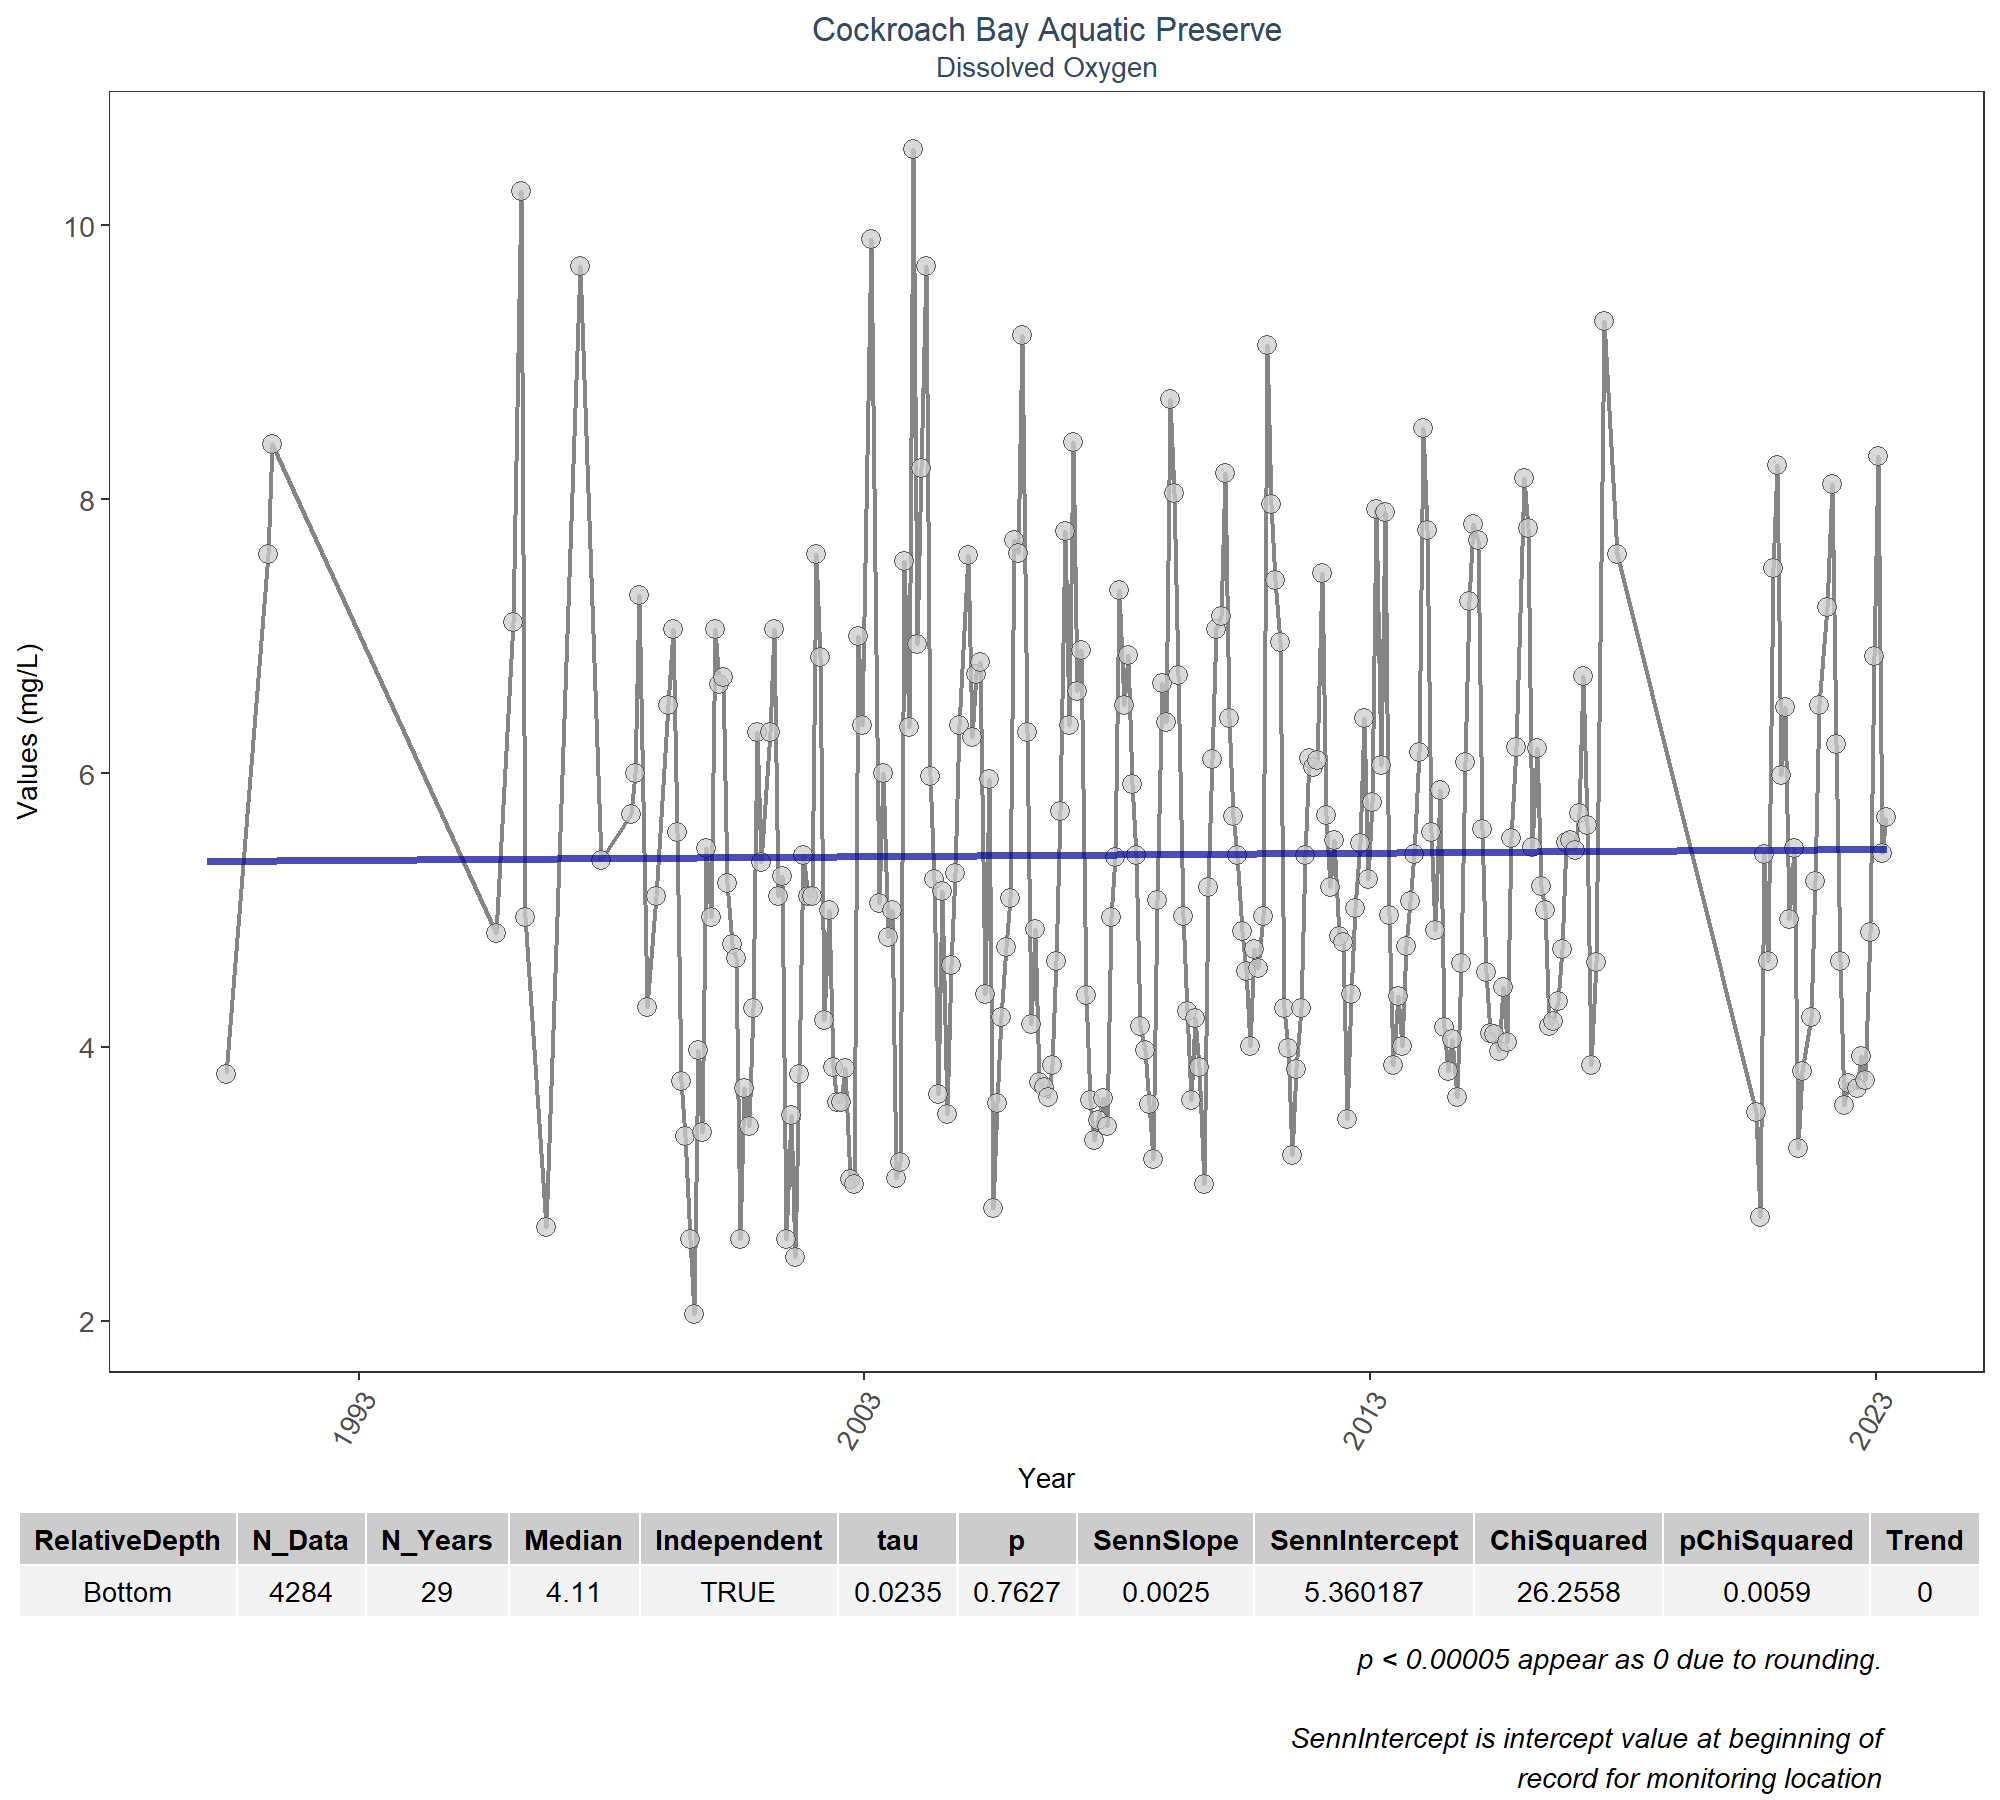 Cockroach Bay Aquatic Preserve
Dissolved Oxygen
Values (mg/L)
10
8
6
4
2
1993 2003 2013 2023
Year
RelativeDepth N_Data N_Years Median Independent tau p SennSlope SennIntercept ChiSquared pChiSquared Trend
Bottom 4284 29 4.11 TRUE 0.0235 0.7627 0.0025 5.360187 26.2558 0.0059 0
p < 0.00005 appear as 0 due to rounding.
SennIntercept is intercept value at beginning of
record for monitoring location